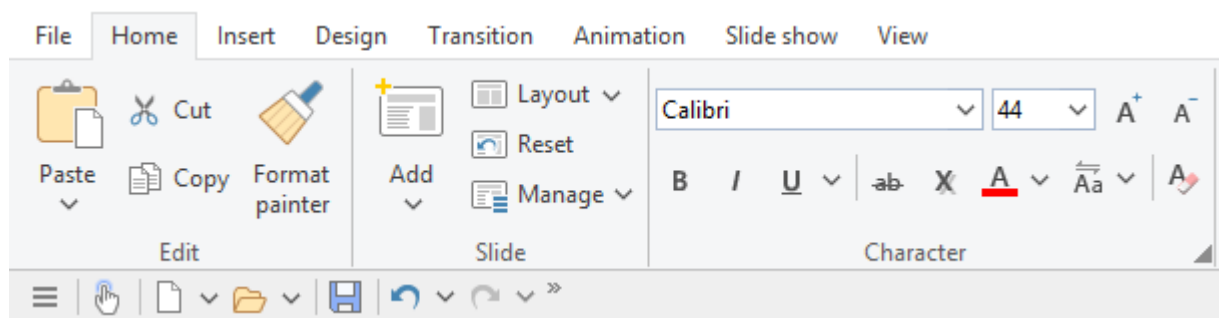 File Home Insert Design Transition Animation Slide show View
Paste
Cut
Copy
Format
painter
Edit
Add
Layout
Reset
Manage
Slide
Calibri 44 A+ A-
B I U ab X A Aa A
Character